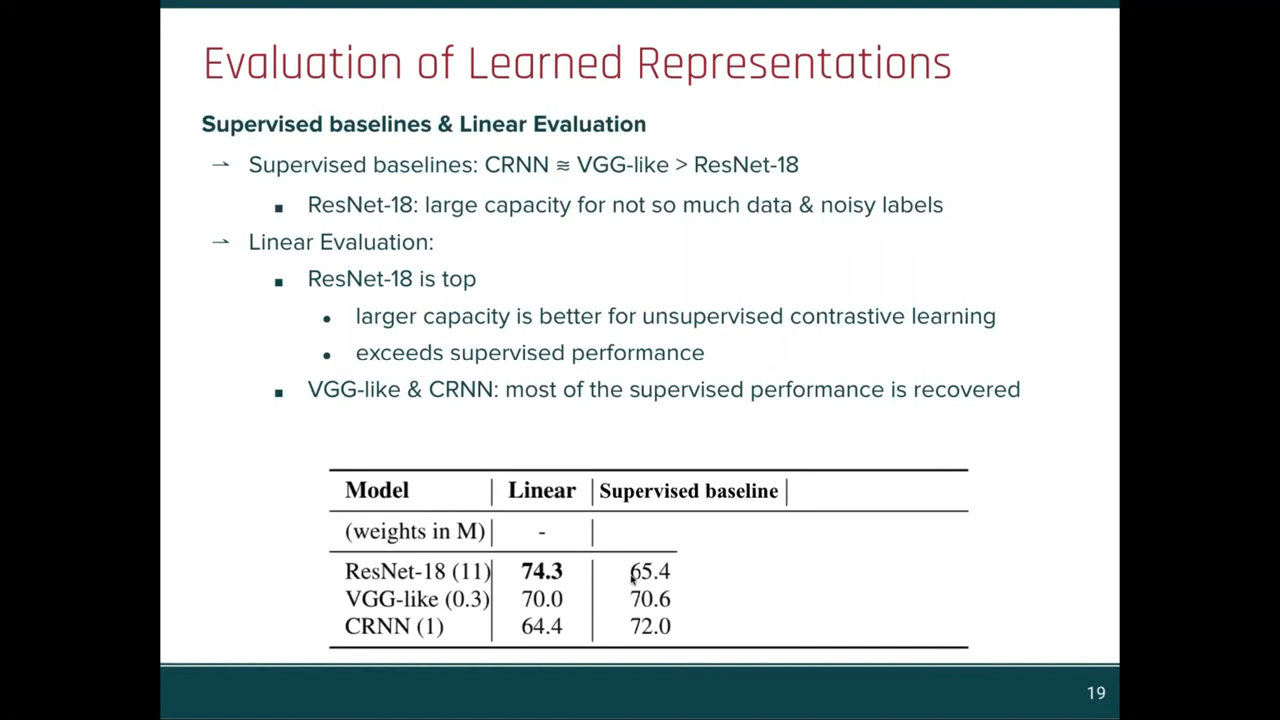 Evaluation of Learned Representations
Supervised baselines & Linear Evaluation
→ Supervised baselines: CRNN ≊ VGG-like > ResNet-18
■ ResNet-18: large capacity for not so much data & noisy labels
→ Linear Evaluation:
■ ResNet-18 is top
● larger capacity is better for unsupervised contrastive learning
● exceeds supervised performance
■ VGG-like & CRNN: most of the supervised performance is recovered
Model | Linear | Supervised baseline |
(weights in M) | - |
ResNet-18 (11) | 74.3 | 65.4
VGG-like (0.3) | 70.0 | 70.6
CRNN (1) | 64.4 | 72.0
19